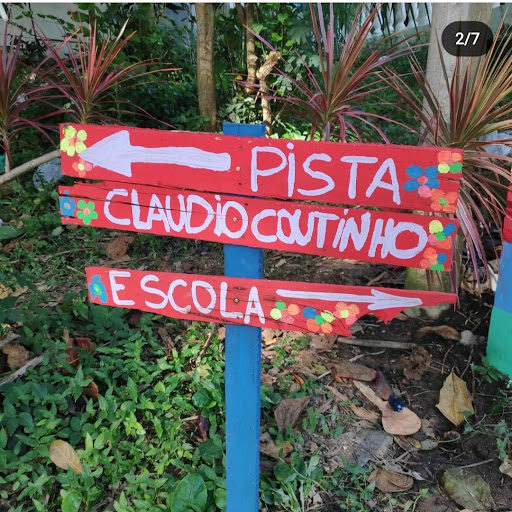 2/7
PiSTA
CLAUDiO COUTINHO
ESCOLA